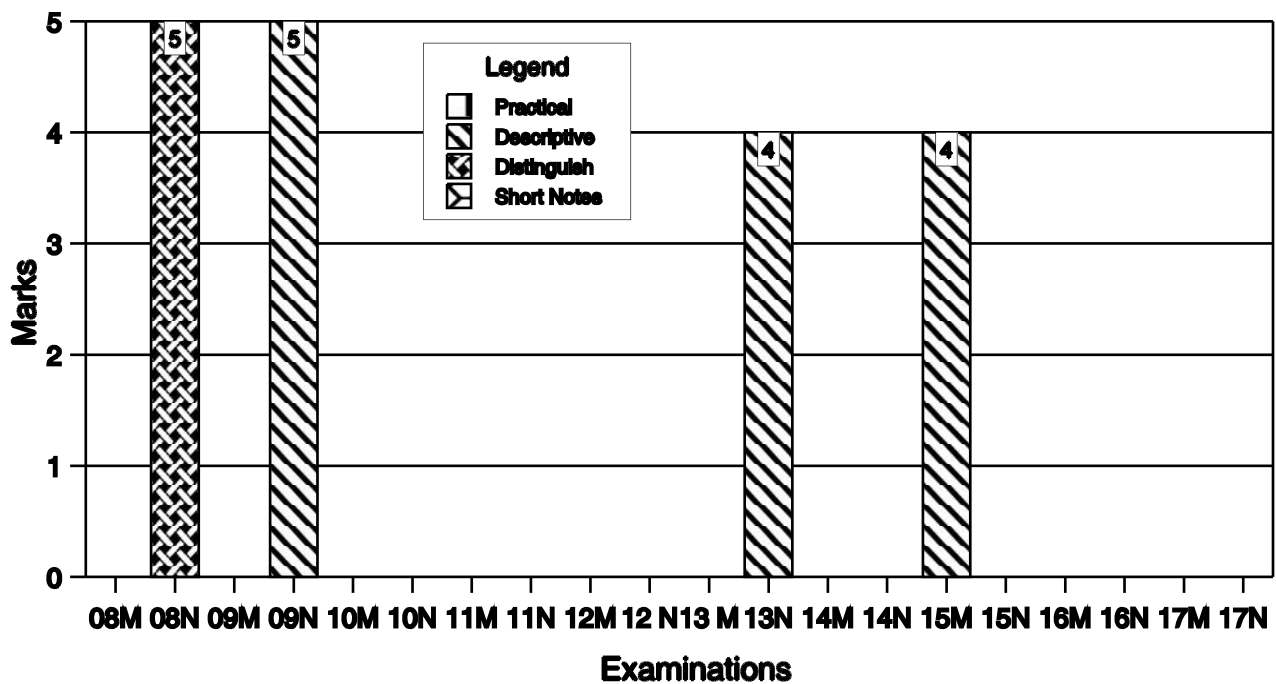 5
5
5
Legend
Practical
Descriptive
Distinguish
Short Notes
4
4
4
3
2
1
0
Marks
08M 08N 09M 09N 10M 10N 11M 11N 12M 12 N 13 M 13N 14M 14N 15M 15N 16M 16N 17M 17N
Examinations